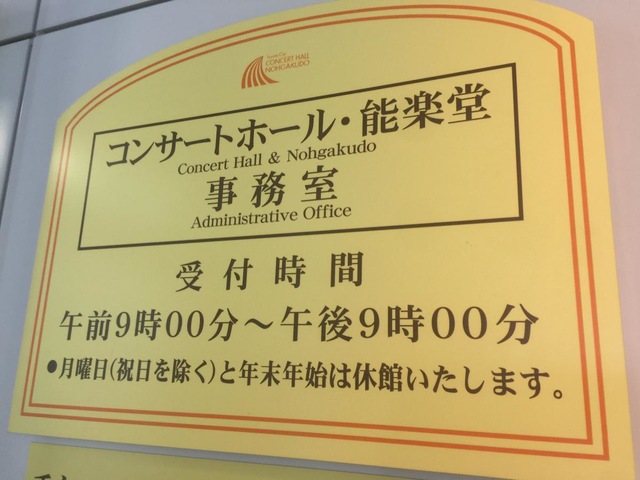 CONCERT HALL
NOHGAKUDO
コンサートホール・能楽堂
Concert Hall & Nohgakudo
事務室
Administrative Office
受付時間
午前9時00分～午後9時00分
●月曜日(祝日を除く)と年末年始は休館いたします。